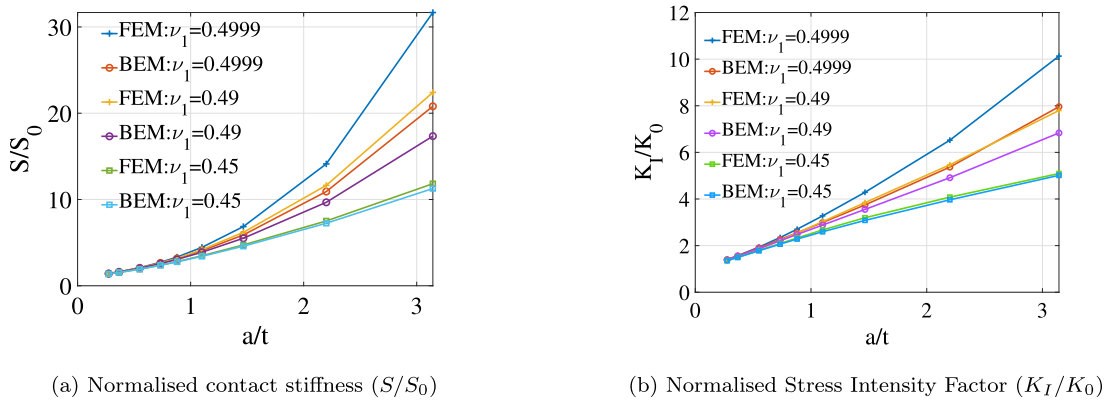 FEM:ν₁=0.4999
BEM:ν₁=0.4999
FEM:ν₁=0.49
BEM:ν₁=0.49
FEM:ν₁=0.45
BEM:ν₁=0.45
30
20
10
0
S/S₀
0 1 2 3
a/t
(a) Normalised contact stiffness (S/S₀)
12
10
8
6
4
2
0
K_I/K₀
FEM:ν₁=0.4999
BEM:ν₁=0.4999
FEM:ν₁=0.49
BEM:ν₁=0.49
FEM:ν₁=0.45
BEM:ν₁=0.45
0 1 2 3
a/t
(b) Normalised Stress Intensity Factor (K_I/K₀)